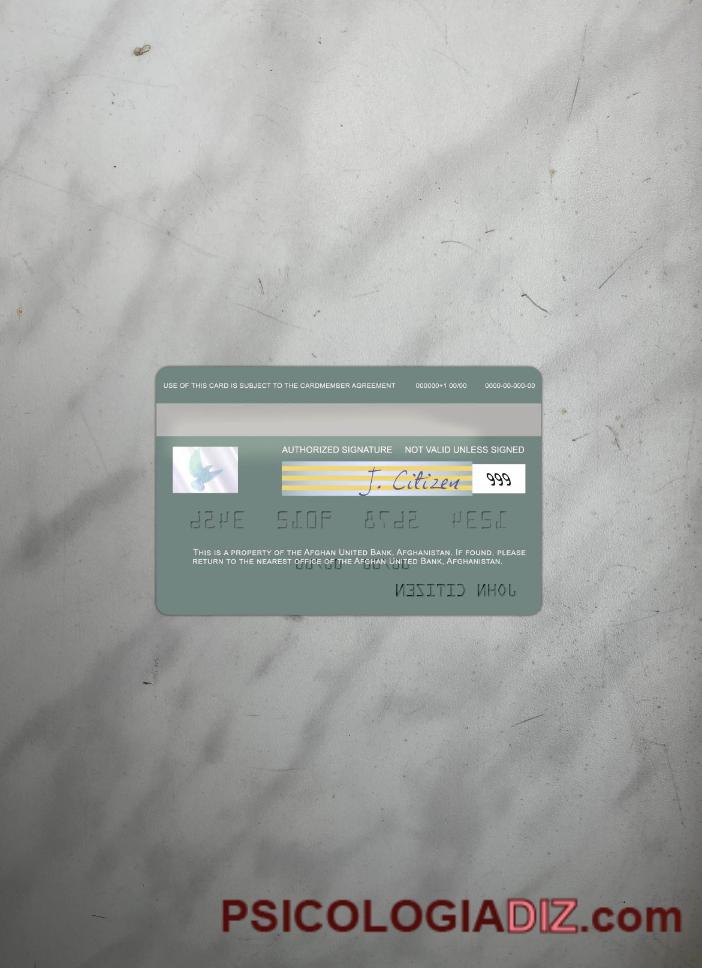 USE OF THIS CARD IS SUBJECT TO THE CARDMEMBER AGREEMENT 000000+1 00/00 0000-00-000-00
AUTHORIZED SIGNATURE NOT VALID UNLESS SIGNED
J. Citizen 999
THIS IS A PROPERTY OF THE AFGHAN UNITED BANK, AFGHANISTAN. IF FOUND, PLEASE
RETURN TO THE NEAREST OFFICE OF THE AFGHAN UNITED BANK, AFGHANISTAN.
JOHN CITIZEN
PSICOLOGIADIZ.com